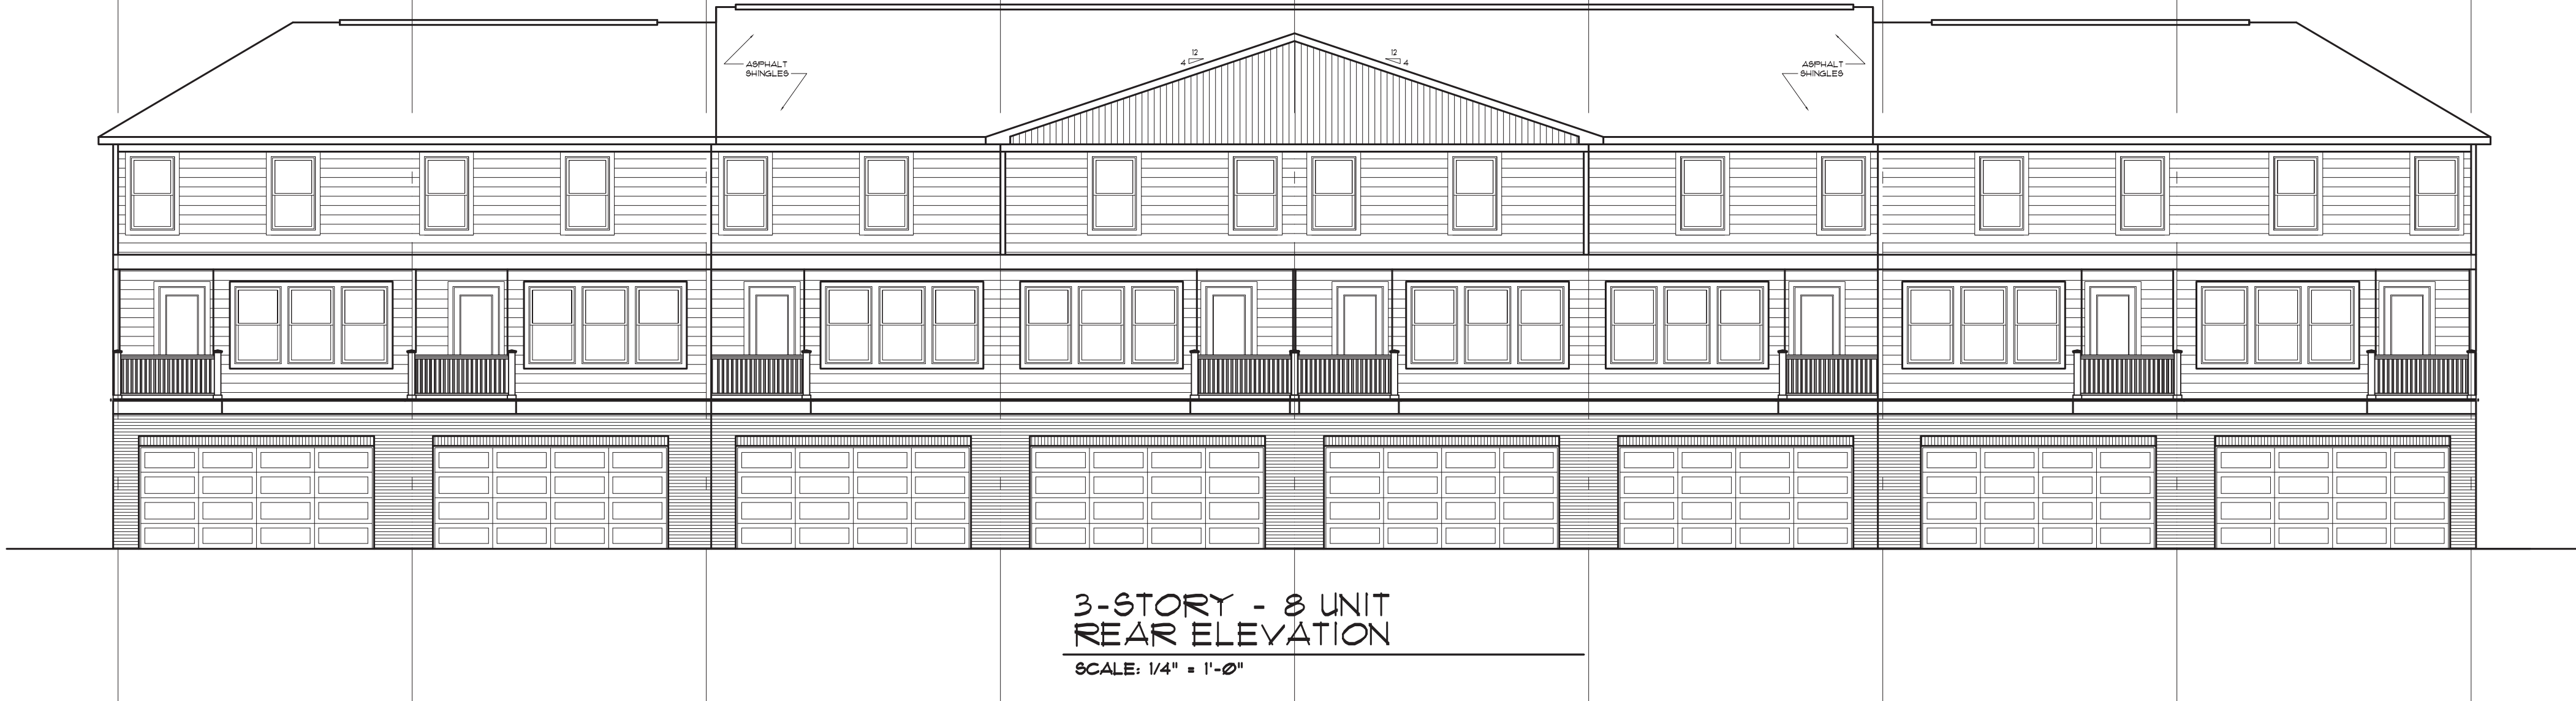 12
4
12
4
ASPHALT
SHINGLES
ASPHALT
SHINGLES
3-STORY - 8 UNIT
REAR ELEVATION
SCALE: 1/4" = 1'-0"